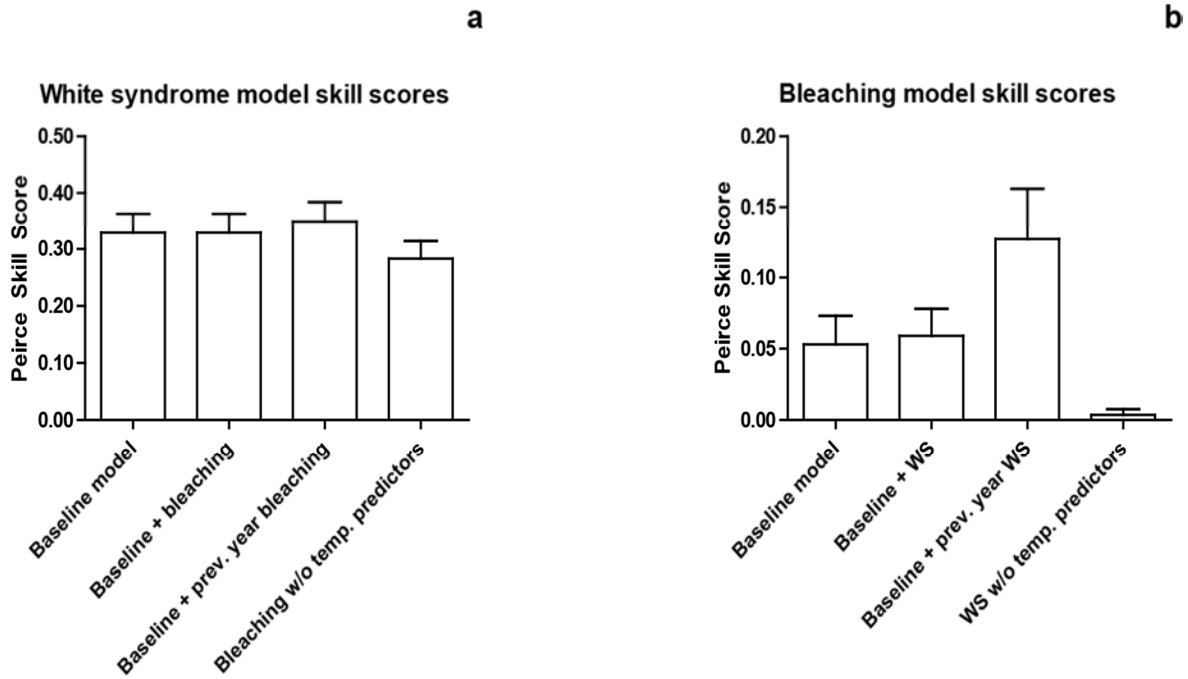 a
White syndrome model skill scores
Peirce Skill Score
0.50
0.40
0.30
0.20
0.10
0.00
Baseline model
Baseline + bleaching
Baseline + prev. year bleaching
Bleaching w/o temp. predictors
b
Bleaching model skill scores
Peirce Skill Score
0.20
0.15
0.10
0.05
0.00
Baseline model
Baseline + WS
Baseline + prev. year WS
WS w/o temp. predictors